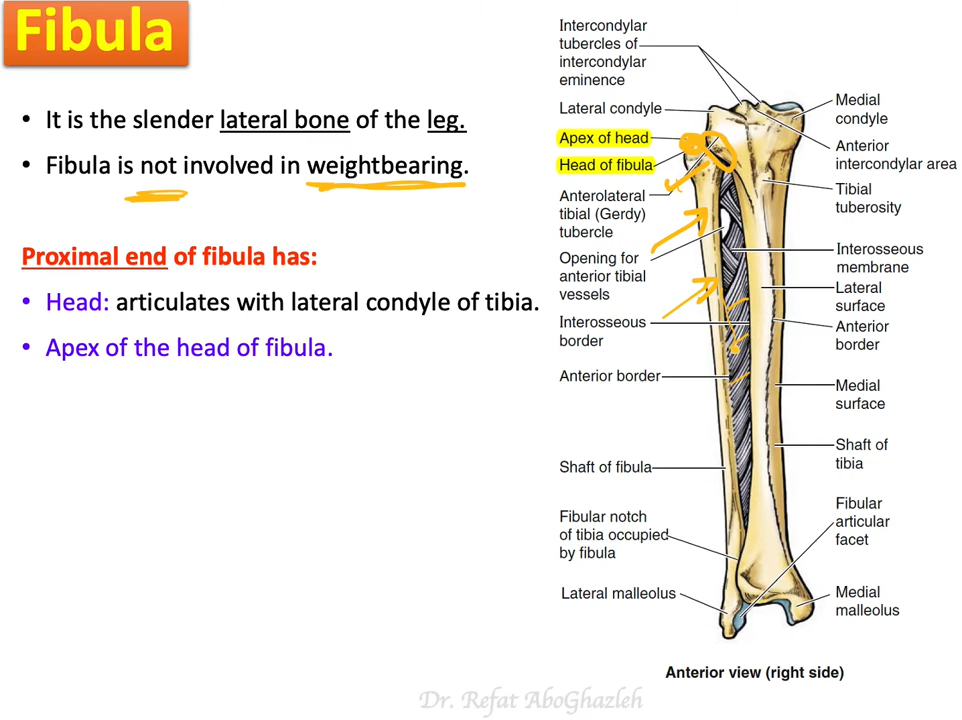 Fibula
• It is the slender lateral bone of the leg.
• Fibula is not involved in weightbearing.
Proximal end of fibula has:
• Head: articulates with lateral condyle of tibia.
• Apex of the head of fibula.
Intercondylar
tubercles of
intercondylar
eminence
Lateral condyle
Apex of head
Head of fibula
Anterolateral
tibial (Gerdy)
tubercle
Opening for
anterior tibial
vessels
Interosseous
border
Anterior border
Shaft of fibula
Fibular notch
of tibia occupied
by fibula
Lateral malleolus
Medial
condyle
Anterior
intercondylar area
Tibial
tuberosity
Interosseous
membrane
Lateral
surface
Anterior
border
Medial
surface
Shaft of
tibia
Fibular
articular
facet
Medial
malleolus
Anterior view (right side)
Dr. Refat AboGhazleh